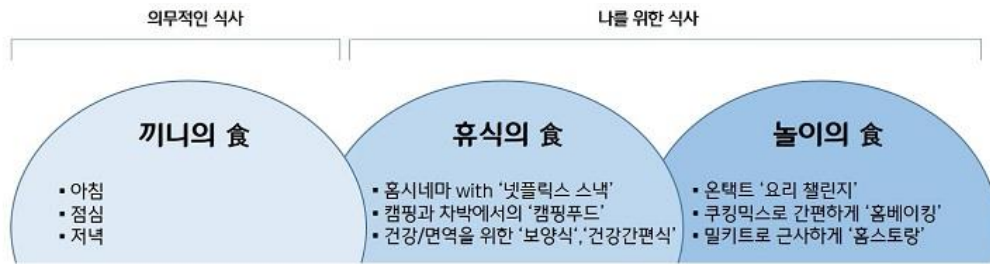 의무적인 식사
나를 위한 식사
끼니의 食
▪ 아침
▪ 점심
▪ 저녁
휴식의 食
▪ 홈시네마 with ‘넷플릭스 스낵’
▪ 캠핑과 차박에서의 ‘캠핑푸드’
▪ 건강/면역을 위한 ‘보양식’,‘건강간편식’
놀이의 食
▪ 온택트 ‘요리 챌린지’
▪ 쿠킹믹스로 간편하게 ‘홈베이킹’
▪ 밀키트로 근사하게 ‘홈스토랑’